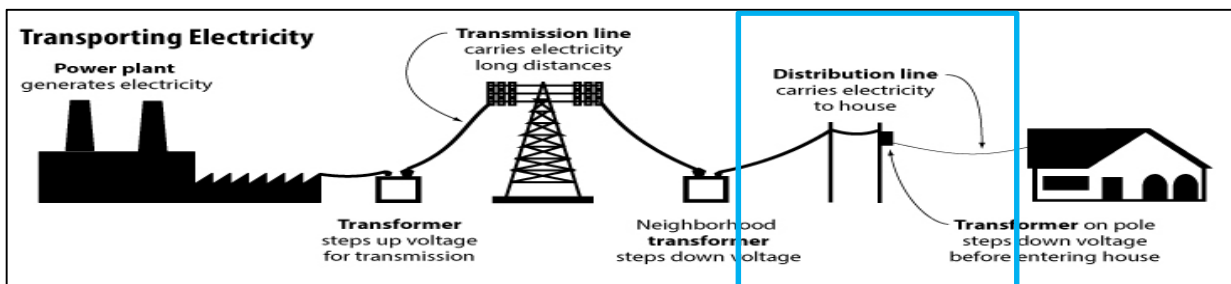 Transporting Electricity
Power plant
generates electricity
Transmission line
carries electricity
long distances
Distribution line
carries electricity
to house
Transformer
steps up voltage
for transmission
Neighborhood
transformer
steps down voltage
Transformer on pole
steps down voltage
before entering house